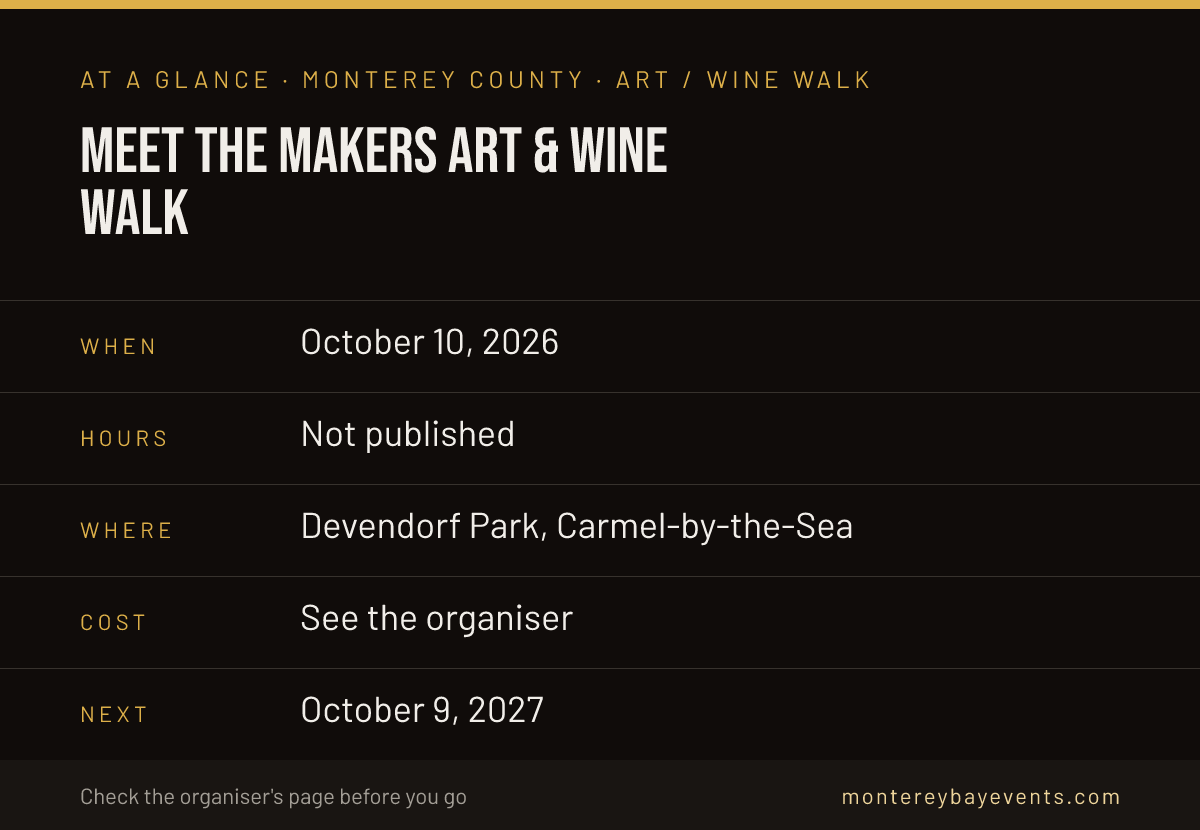 AT A GLANCE · MONTEREY COUNTY · ART / WINE WALK
MEET THE MAKERS ART & WINE
WALK
WHEN October 10, 2026
HOURS Not published
WHERE Devendorf Park, Carmel-by-the-Sea
COST See the organiser
NEXT October 9, 2027
Check the organiser's page before you go montereybayevents.com